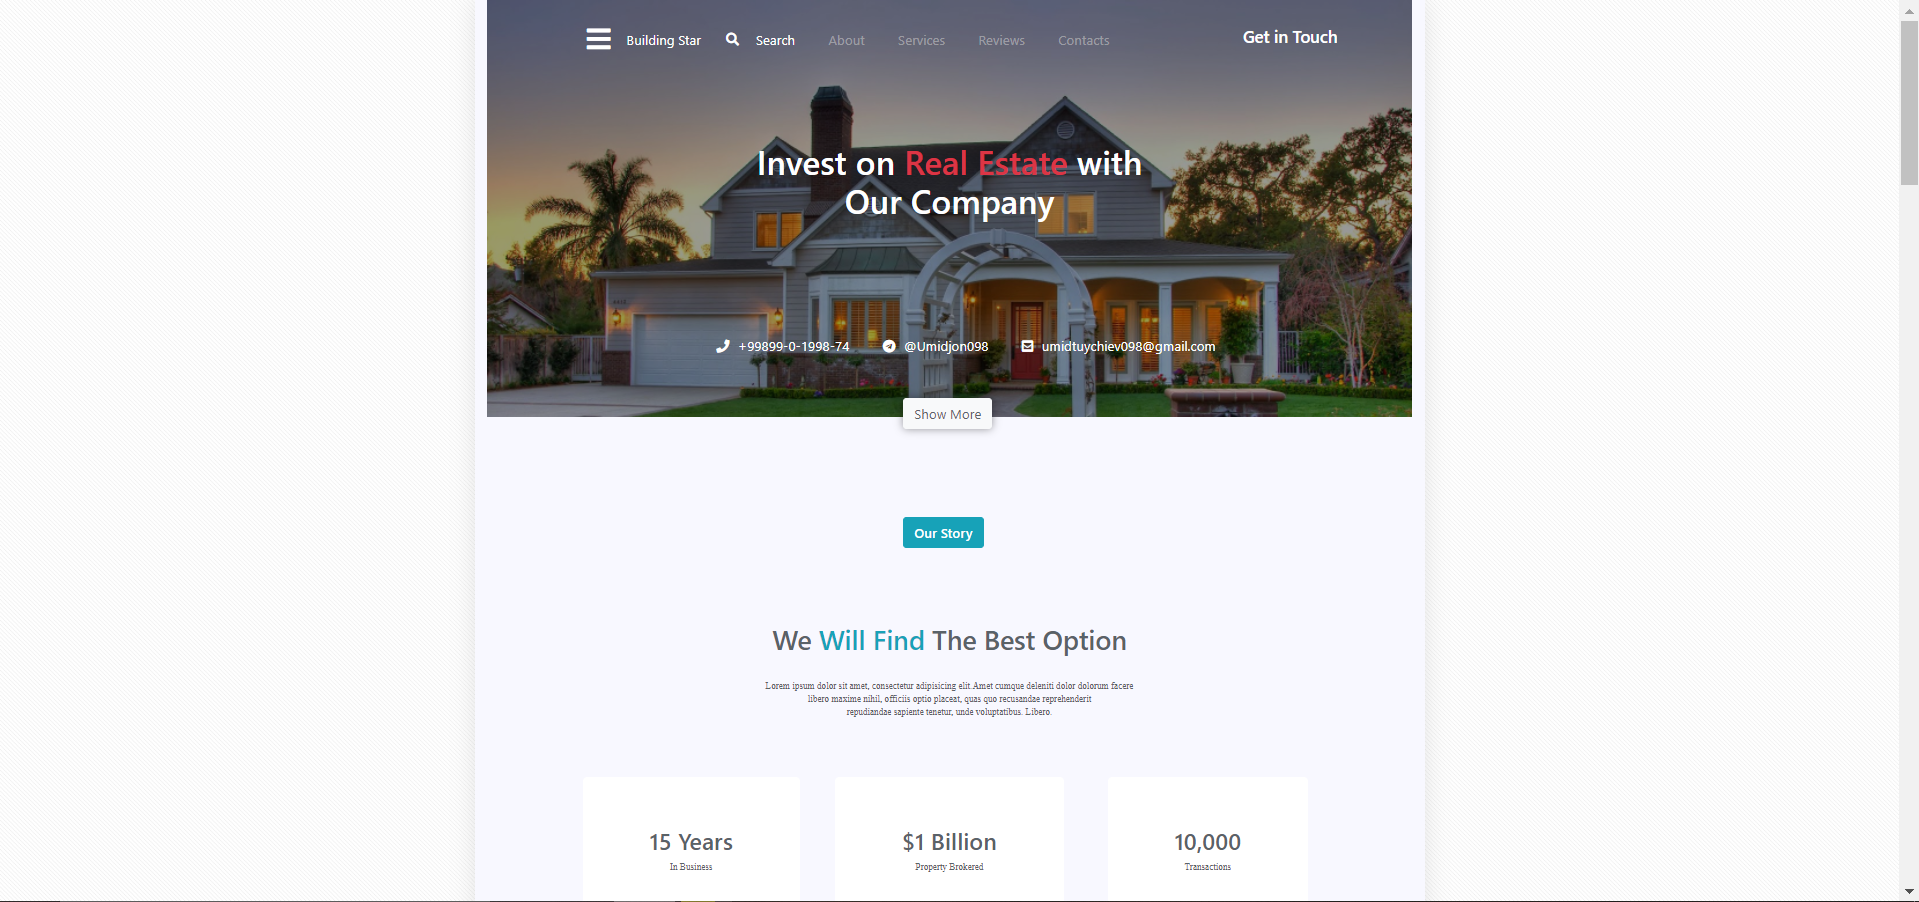 Building Star Search About Services Reviews Contacts Get in Touch
Invest on Real Estate with
Our Company
+99899-0-1998-74 @Umidjon098 umidtuychiev098@gmail.com
Show More
Our Story
We Will Find The Best Option
Lorem ipsum dolor sit amet, consectetur adipisicing elit.Amet cumque deleniti dolor dolorum facere
libero maxime nihil, officiis optio placeat, quas quo recusandae reprehenderit
repudiandae sapiente tenetur, unde voluptatibus. Libero.
15 Years
In Business
$1 Billion
Property Brokered
10,000
Transactions